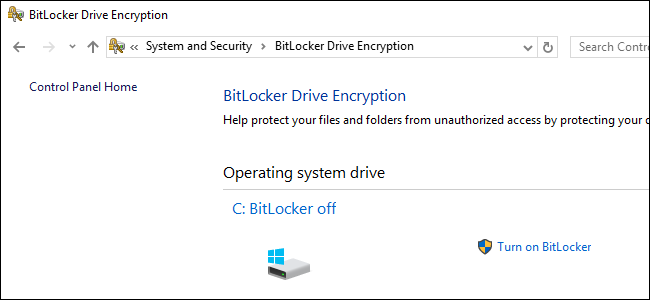 BitLocker Drive Encryption
« System and Security > BitLocker Drive Encryption
Search Contr
Control Panel Home
BitLocker Drive Encryption
Help protect your files and folders from unauthorized access by protecting your
Operating system drive
C: BitLocker off
Turn on BitLocker